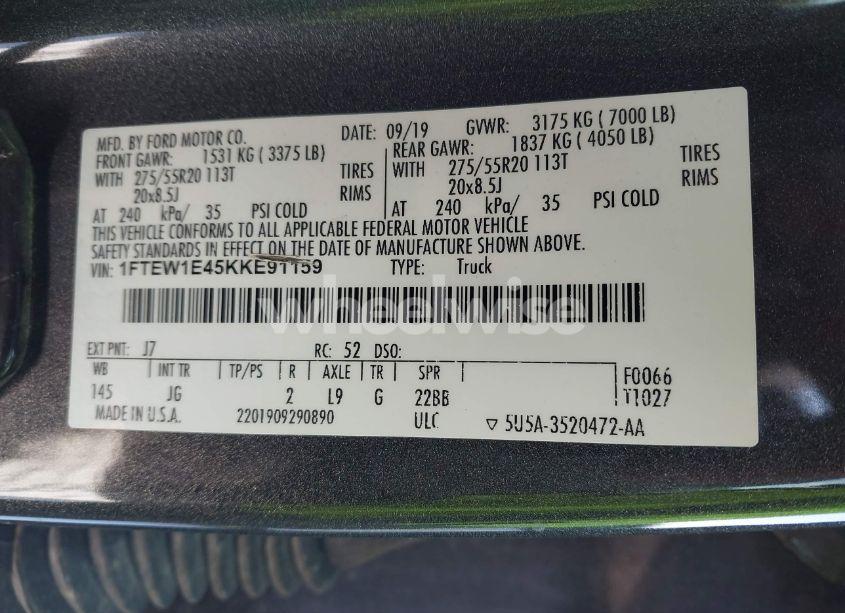 MFD. BY FORD MOTOR CO. DATE: 09/19 GVWR: 3175 KG ( 7000 LB)
FRONT GAWR: 1531 KG ( 3375 LB) REAR GAWR: 1837 KG ( 4050 LB)
WITH 275/55R20 113T TIRES WITH 275/55R20 113T TIRES
20x8.5J RIMS 20x8.5J RIMS
AT 240 kPa/ 35 PSI COLD AT 240 kPa/ 35 PSI COLD
THIS VEHICLE CONFORMS TO ALL APPLICABLE FEDERAL MOTOR VEHICLE
SAFETY STANDARDS IN EFFECT ON THE DATE OF MANUFACTURE SHOWN ABOVE.
VIN: 1FTEW1E45KKE91159 TYPE: Truck
wheelwise
EXT PNT: J7 RC: 52 DSO:
WB INT TR TP/PS R AXLE TR SPR F0066
145 JG 2 L9 G 22BB T1027
MADE IN U.S.A. 2201909290890 ULC ▽ 5U5A-3520472-AA